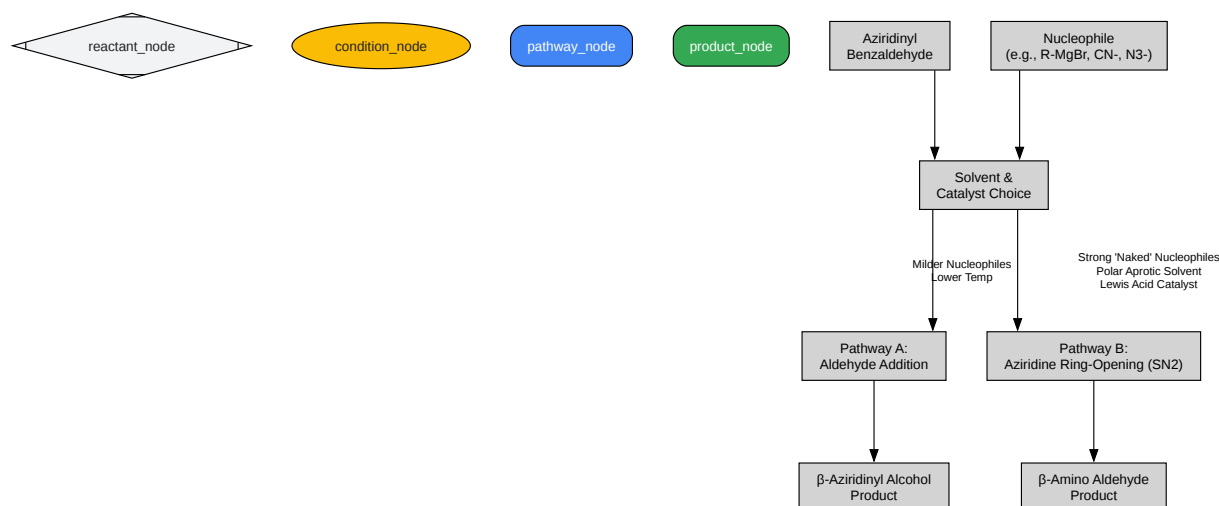 reactant_node
condition_node
pathway_node
product_node
Aziridinyl
Benzaldehyde
Nucleophile
(e.g., R-MgBr, CN-, N3-)
Solvent &
Catalyst Choice
Milder Nucleophiles
Lower Temp
Strong 'Naked' Nucleophiles
Polar Aprotic Solvent
Lewis Acid Catalyst
Pathway A:
Aldehyde Addition
Pathway B:
Aziridine Ring-Opening (SN2)
β-Aziridinyl Alcohol
Product
β-Amino Aldehyde
Product